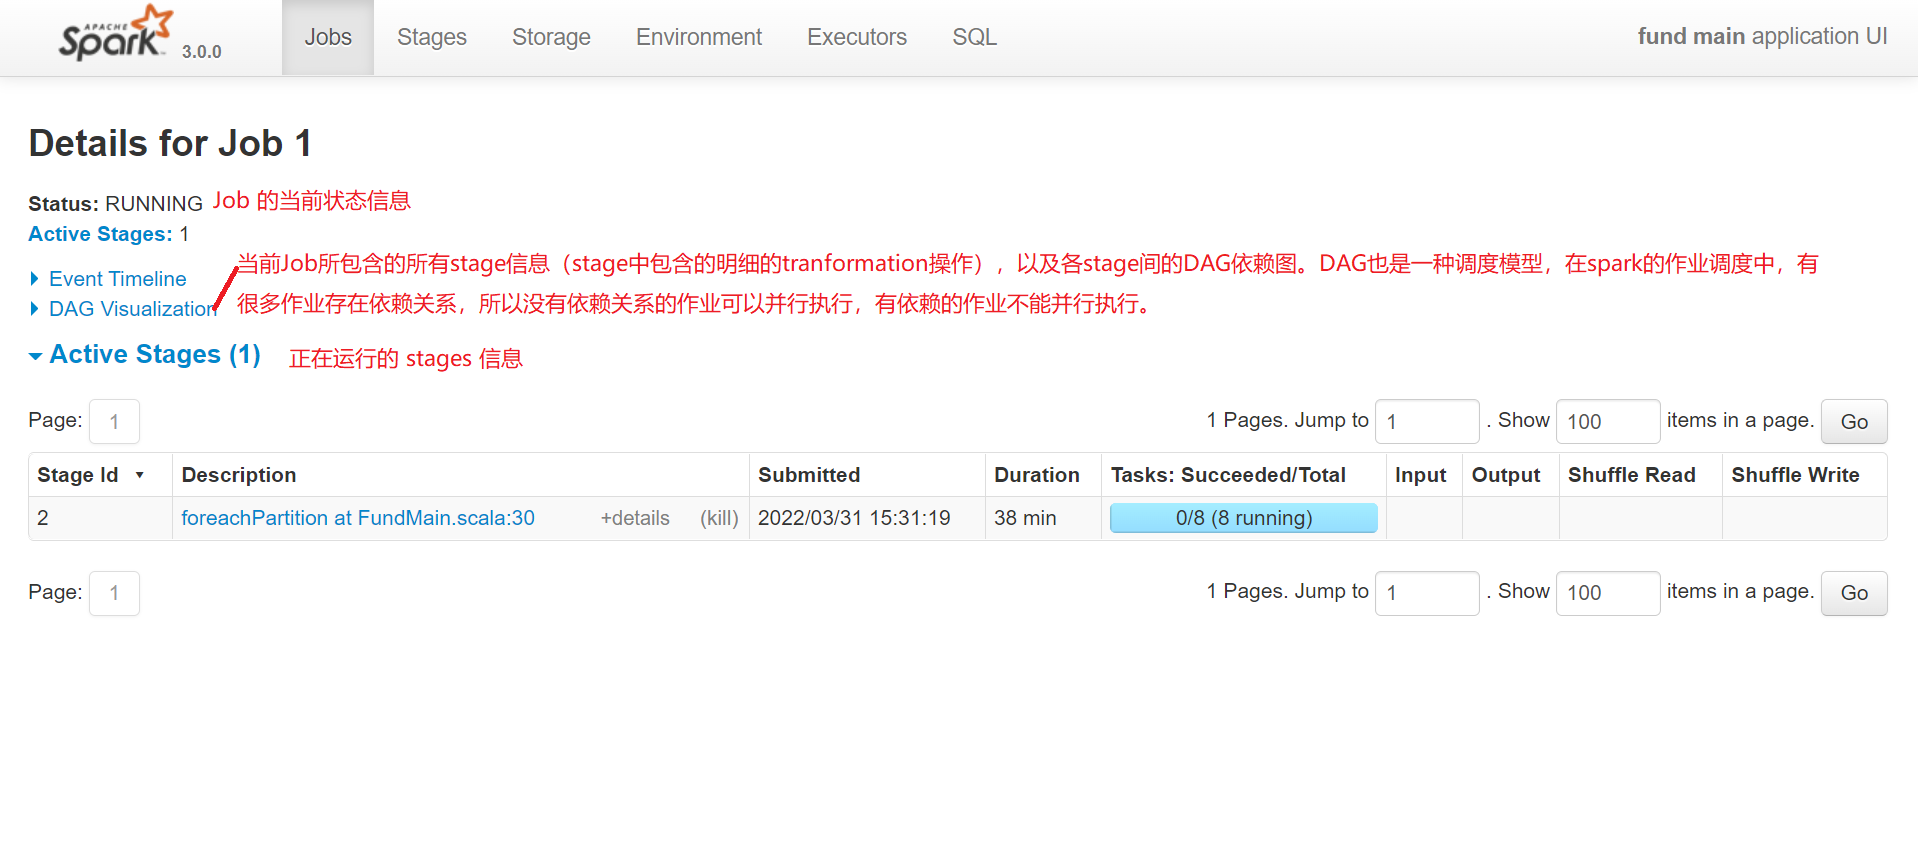 APACHE Spark 3.0.0 Jobs Stages Storage Environment Executors SQL fund main application UI
Details for Job 1
Status: RUNNING Job 的当前状态信息
Active Stages: 1
当前Job所包含的所有stage信息（stage中包含的明细的tranformation操作），以及各stage间的DAG依赖图。DAG也是一种调度模型，在spark的作业调度中，有
Event Timeline
很多作业存在依赖关系，所以没有依赖关系的作业可以并行执行，有依赖的作业不能并行执行。
DAG Visualization
Active Stages (1) 正在运行的 stages 信息
Page: 1 1 Pages. Jump to 1 . Show 100 items in a page. Go
Stage Id Description Submitted Duration Tasks: Succeeded/Total Input Output Shuffle Read Shuffle Write
2 foreachPartition at FundMain.scala:30 +details (kill) 2022/03/31 15:31:19 38 min 0/8 (8 running)
Page: 1 1 Pages. Jump to 1 . Show 100 items in a page. Go